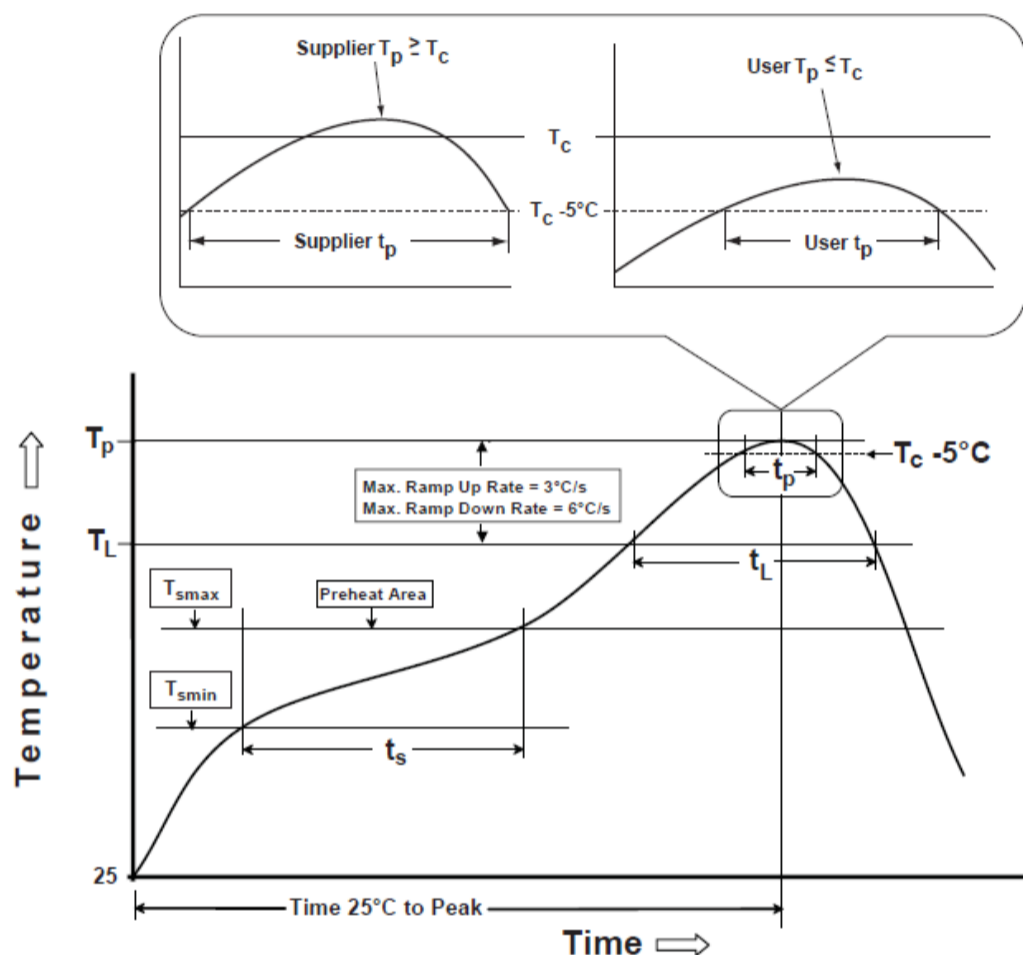 Supplier Tp ≥ Tc
User Tp ≤ Tc
Tc
Tc -5°C
Supplier tp
User tp
Tp
Tc -5°C
tp
Max. Ramp Up Rate = 3°C/s
Max. Ramp Down Rate = 6°C/s
TL
tL
Tsmax
Preheat Area
Tsmin
ts
Temperature
25
Time 25°C to Peak
Time